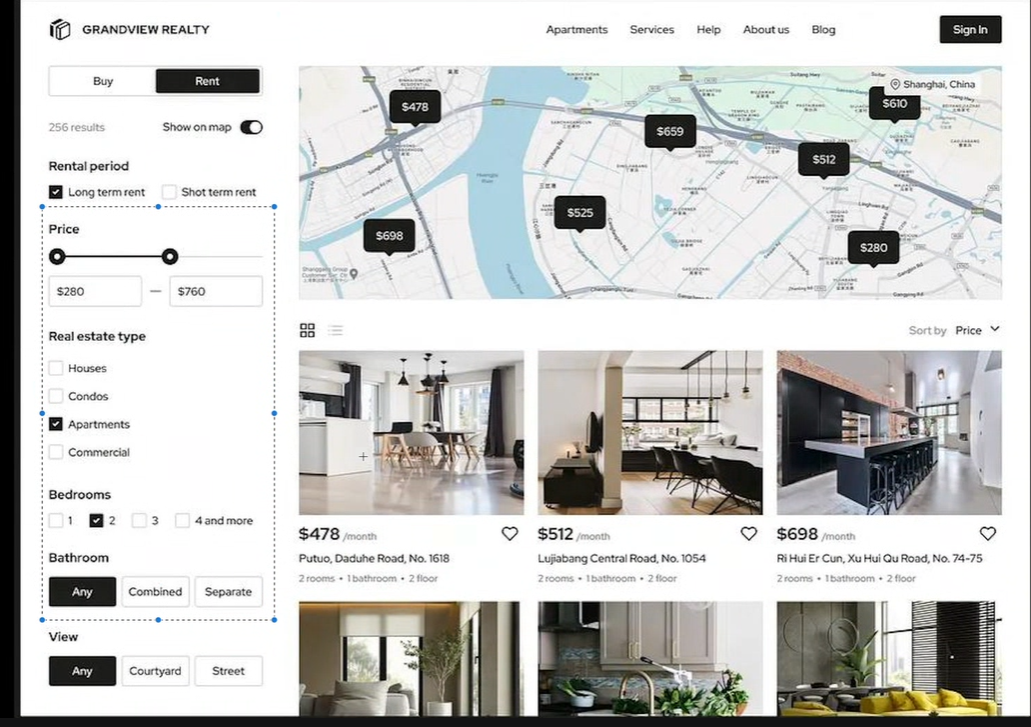 GRANDVIEW REALTY
Apartments Services Help About us Blog
Sign In
Buy Rent
256 results Show on map
Rental period
Long term rent Shot term rent
Price
$280 — $760
Real estate type
Houses
Condos
Apartments
Commercial
Bedrooms
1 2 3 4 and more
Bathroom
Any Combined Separate
View
Any Courtyard Street
Shanghai, China
$478
$610
$659
$512
$525
$698
$280
Sort by Price
$478 /month
Putuo, Daduhe Road, No. 1618
2 rooms • 1 bathroom • 2 floor
$512 /month
Lujiabang Central Road, No. 1054
2 rooms • 1 bathroom • 2 floor
$698 /month
Ri Hui Er Cun, Xu Hui Qu Road, No. 74-75
2 rooms • 1 bathroom • 2 floor